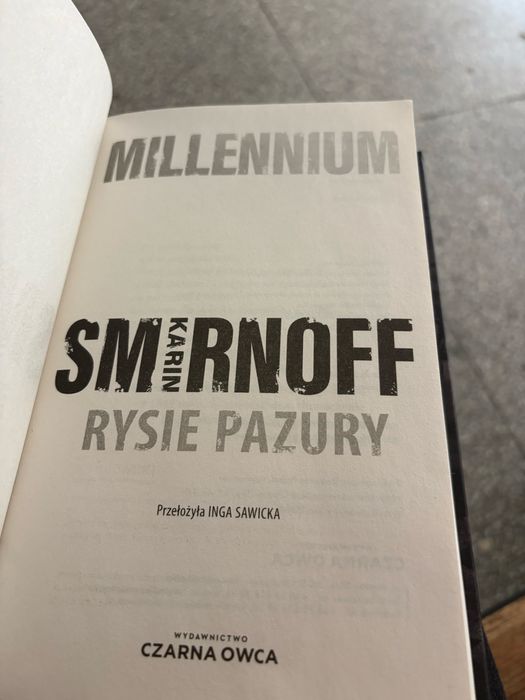 MILLENNIUM
KARIN
SMIRNOFF
RYSIE PAZURY
Przełożyła INGA SAWICKA
WYDAWNICTWO
CZARNA OWCA